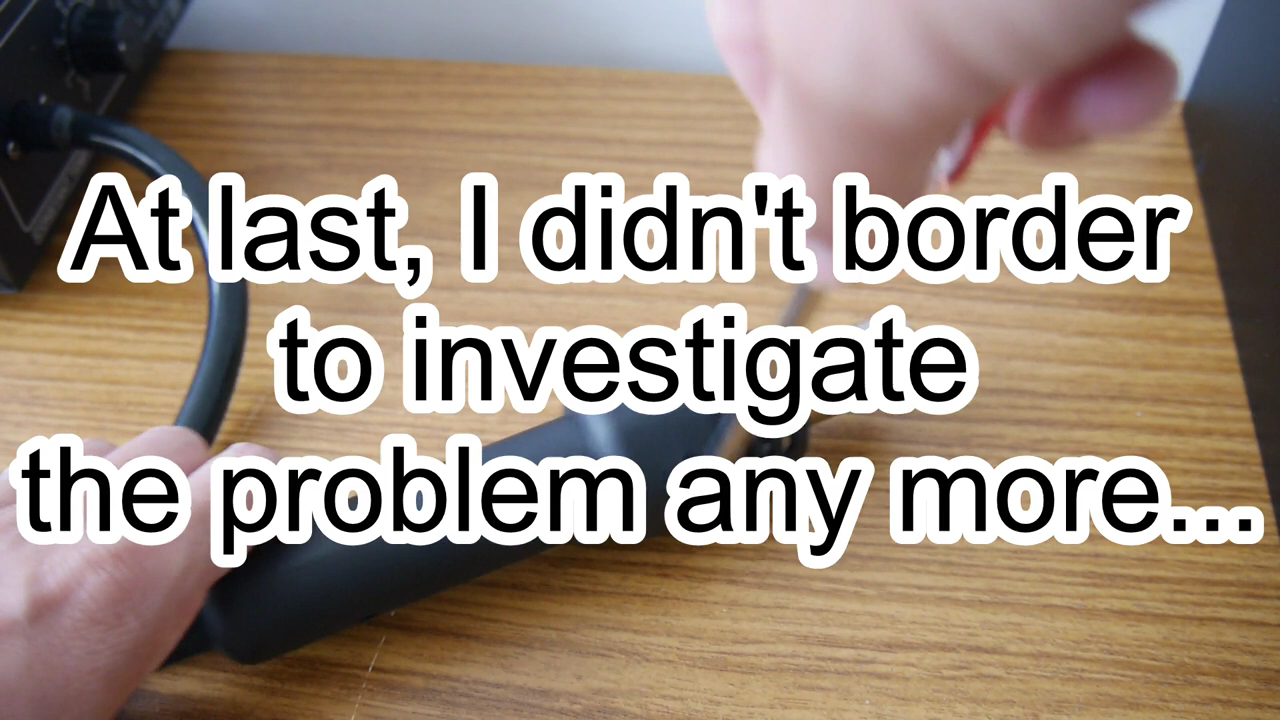 At last, I didn't border
to investigate
the problem any more...